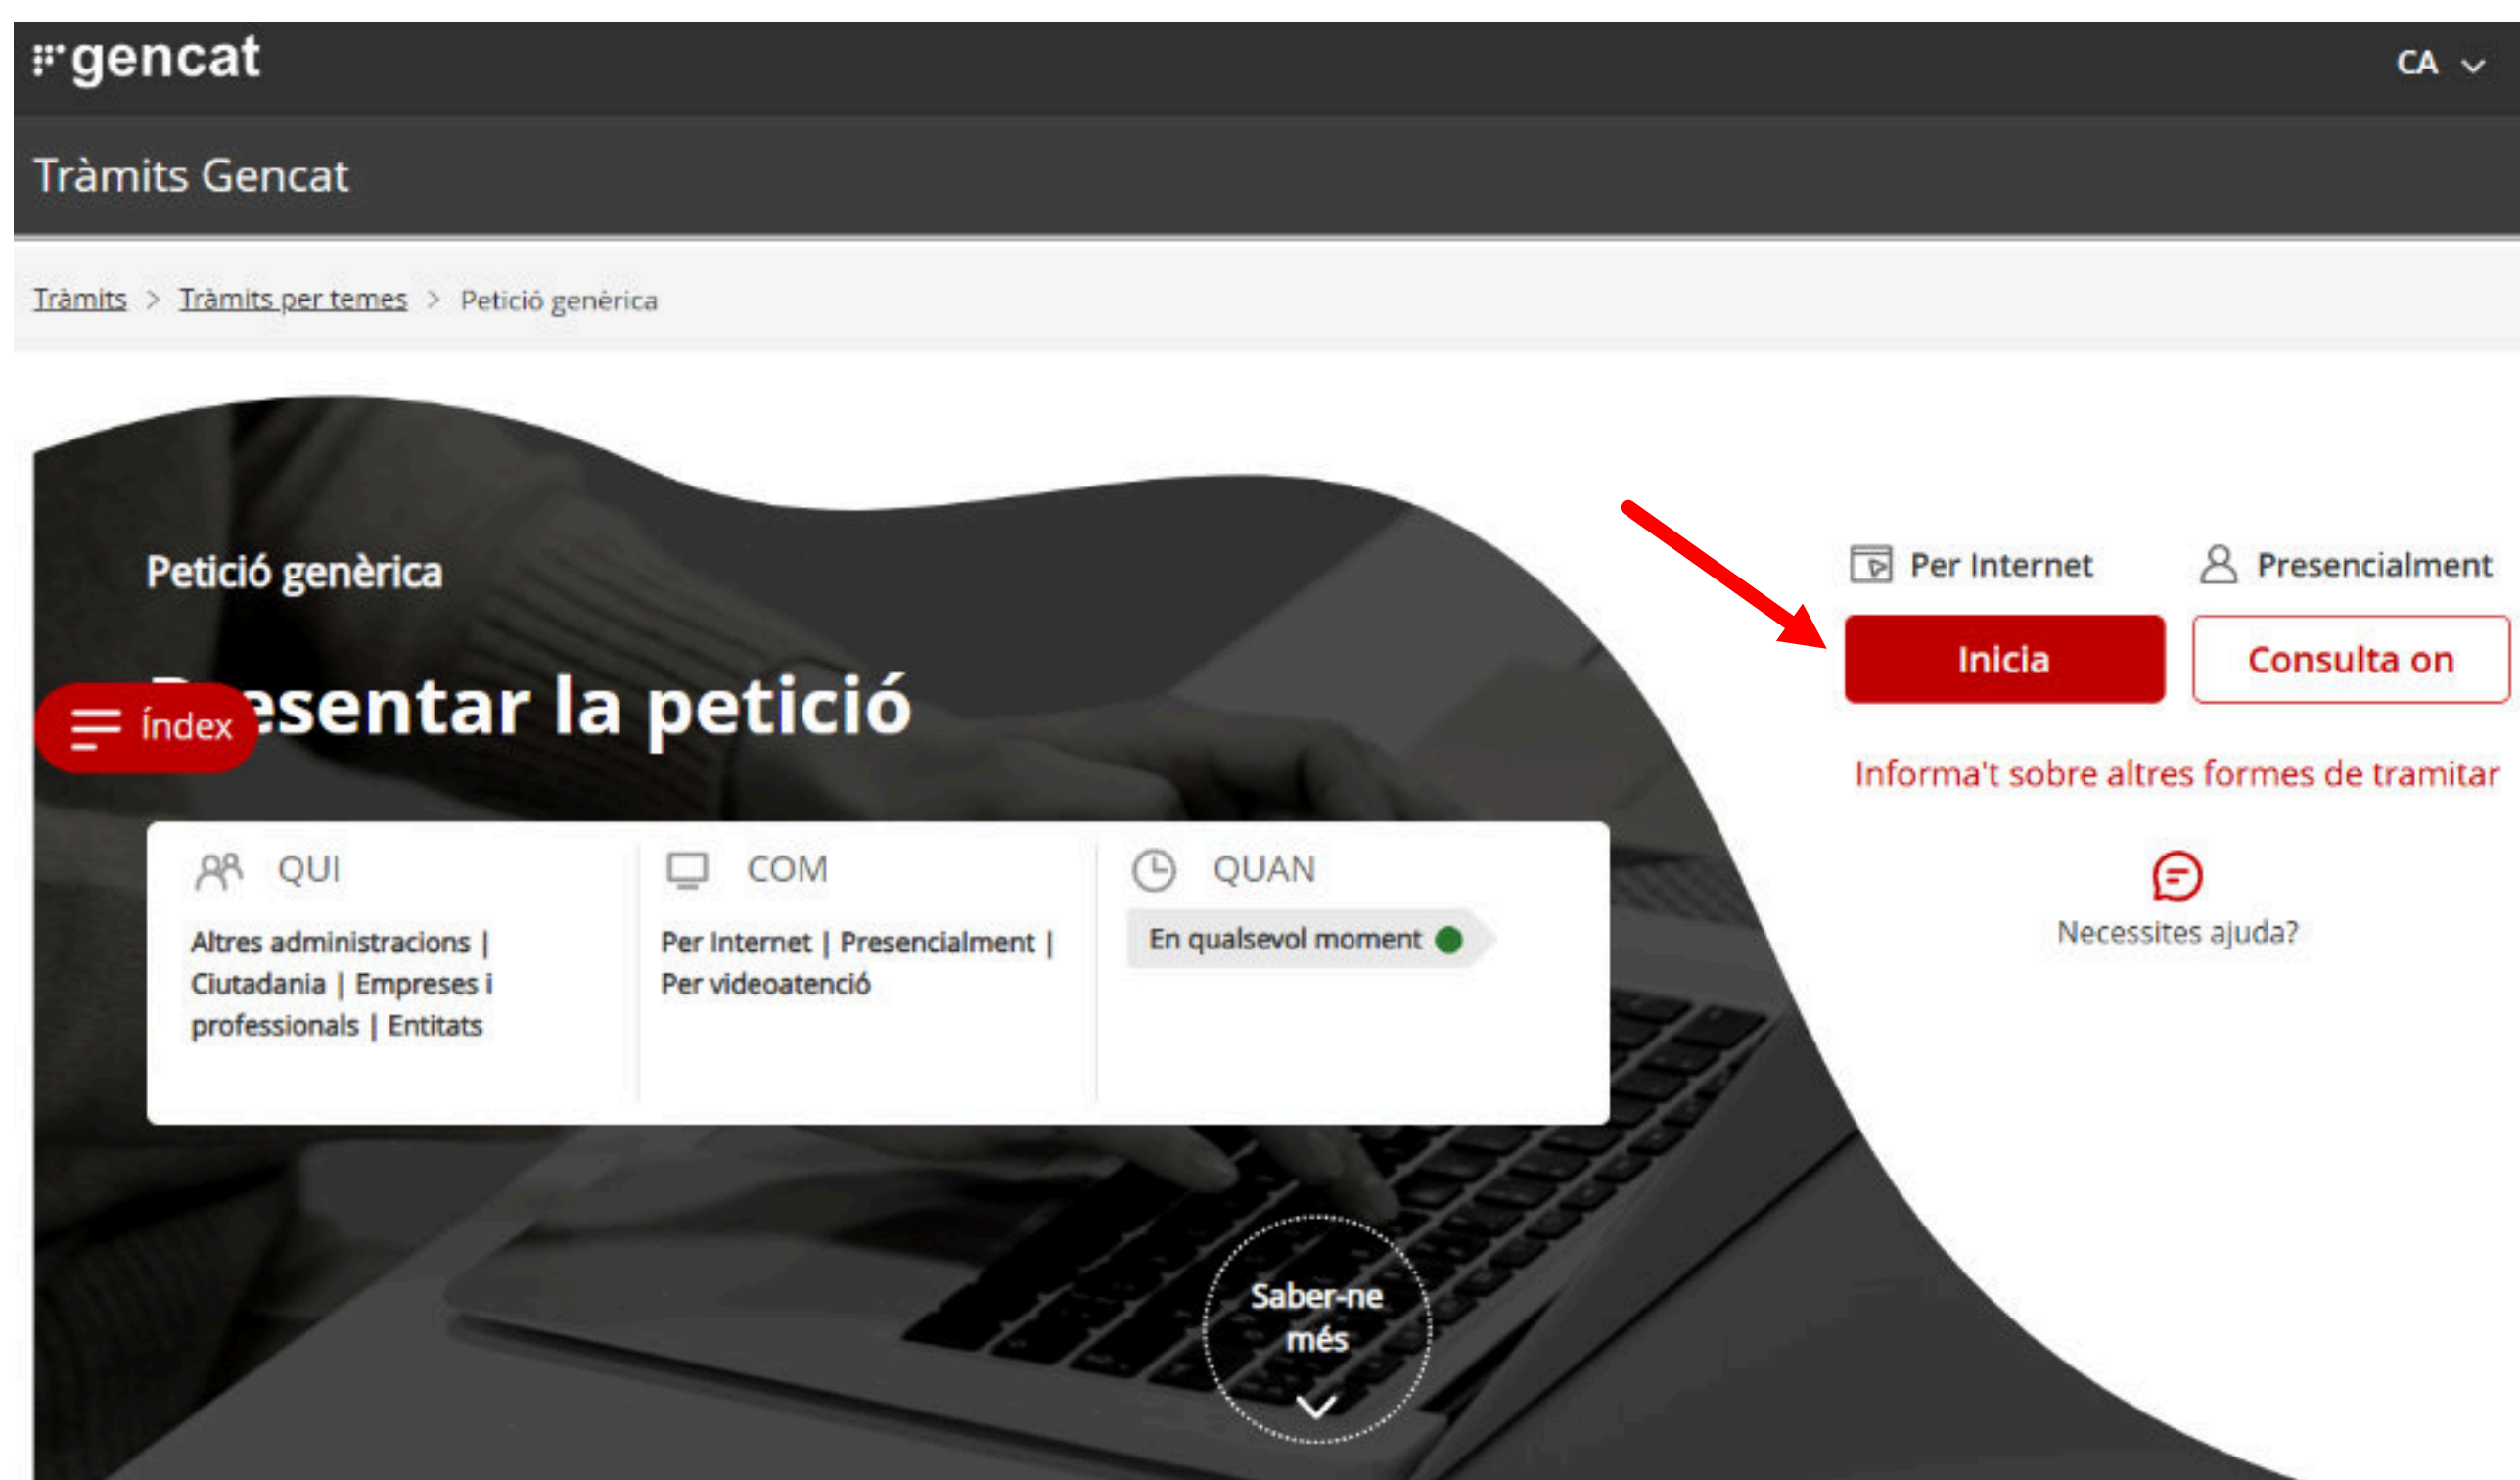 gencat
CA
Tràmits Gencat
Tràmits > Tràmits per temes > Petició genèrica
Petició genèrica
Per Internet
Presencialment
Inicia
Consulta on
esentar la petició
Índex
Informa't sobre altres formes de tramitar
Necessites ajuda?
QUI
Altres administracions |
Ciutadania | Empreses i
professionals | Entitats
COM
Per Internet | Presencialment |
Per videoatenció
QUAN
En qualsevol moment
Saber-ne
més